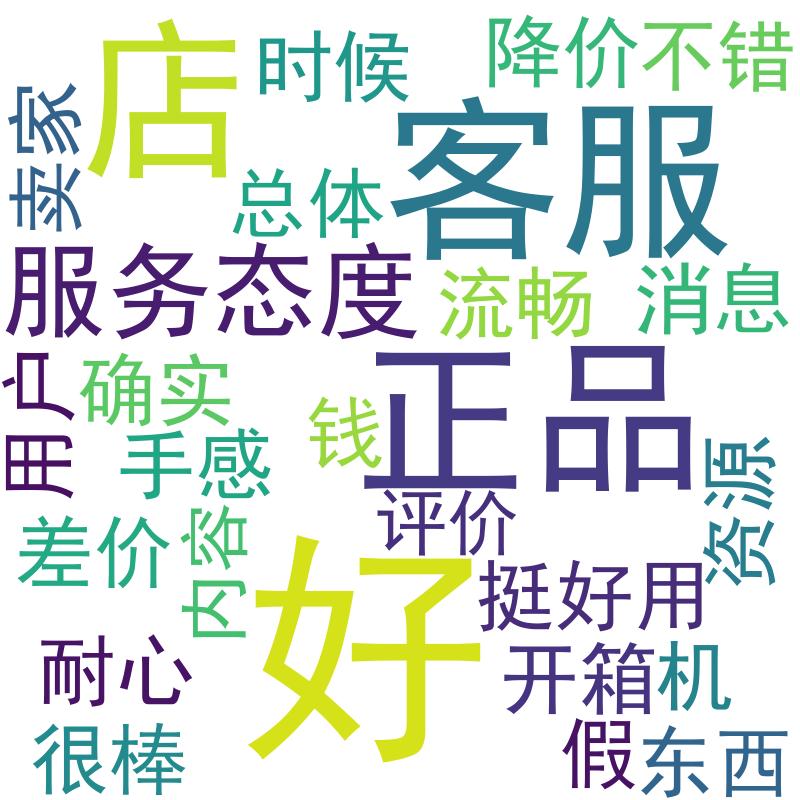 店
时候
降价
不错
卖家
客服
总体
服务态度
流畅
消息
正品
用户
确实
钱
手感
资源
评价
差价
内容
好
挺好用
耐心
开箱
机
很棒
假
东西